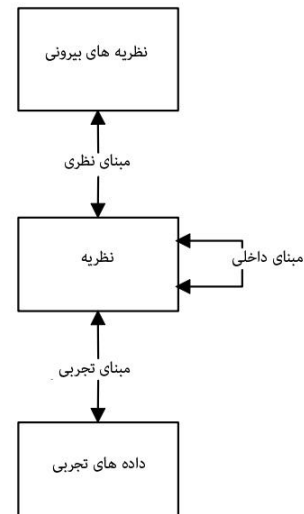 نظریه های بیرونی
مبنای نظری
نظریه
مبنای داخلی
مبنای تجربی
داده های تجربی